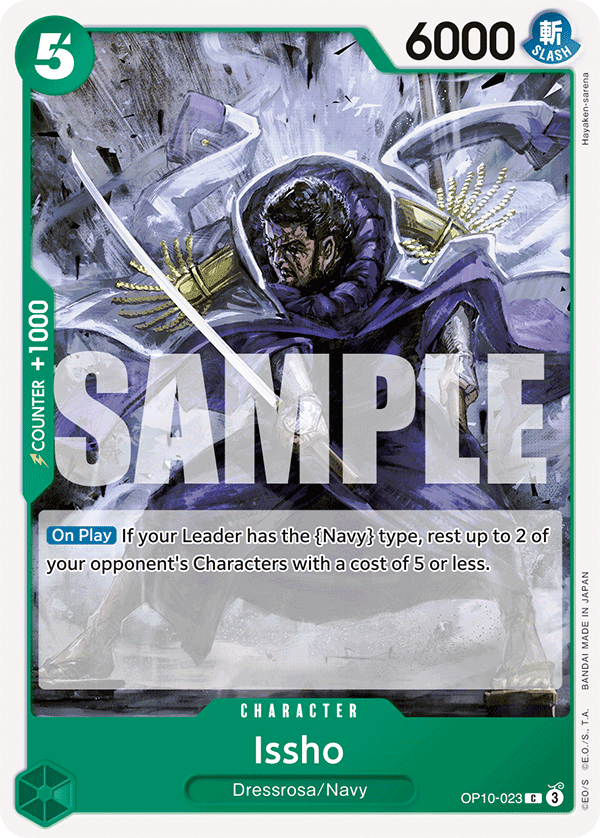 5
6000
斬
SLASH
Hayaken-sarena
COUNTER +1000
SAMPLE
On Play If your Leader has the {Navy} type, rest up to 2 of
your opponent's Characters with a cost of 5 or less.
CHARACTER
Issho
Dressrosa/Navy
OP10-023 C 3
©EO/S ©E.O./S., T.A. BANDAI MADE IN JAPAN